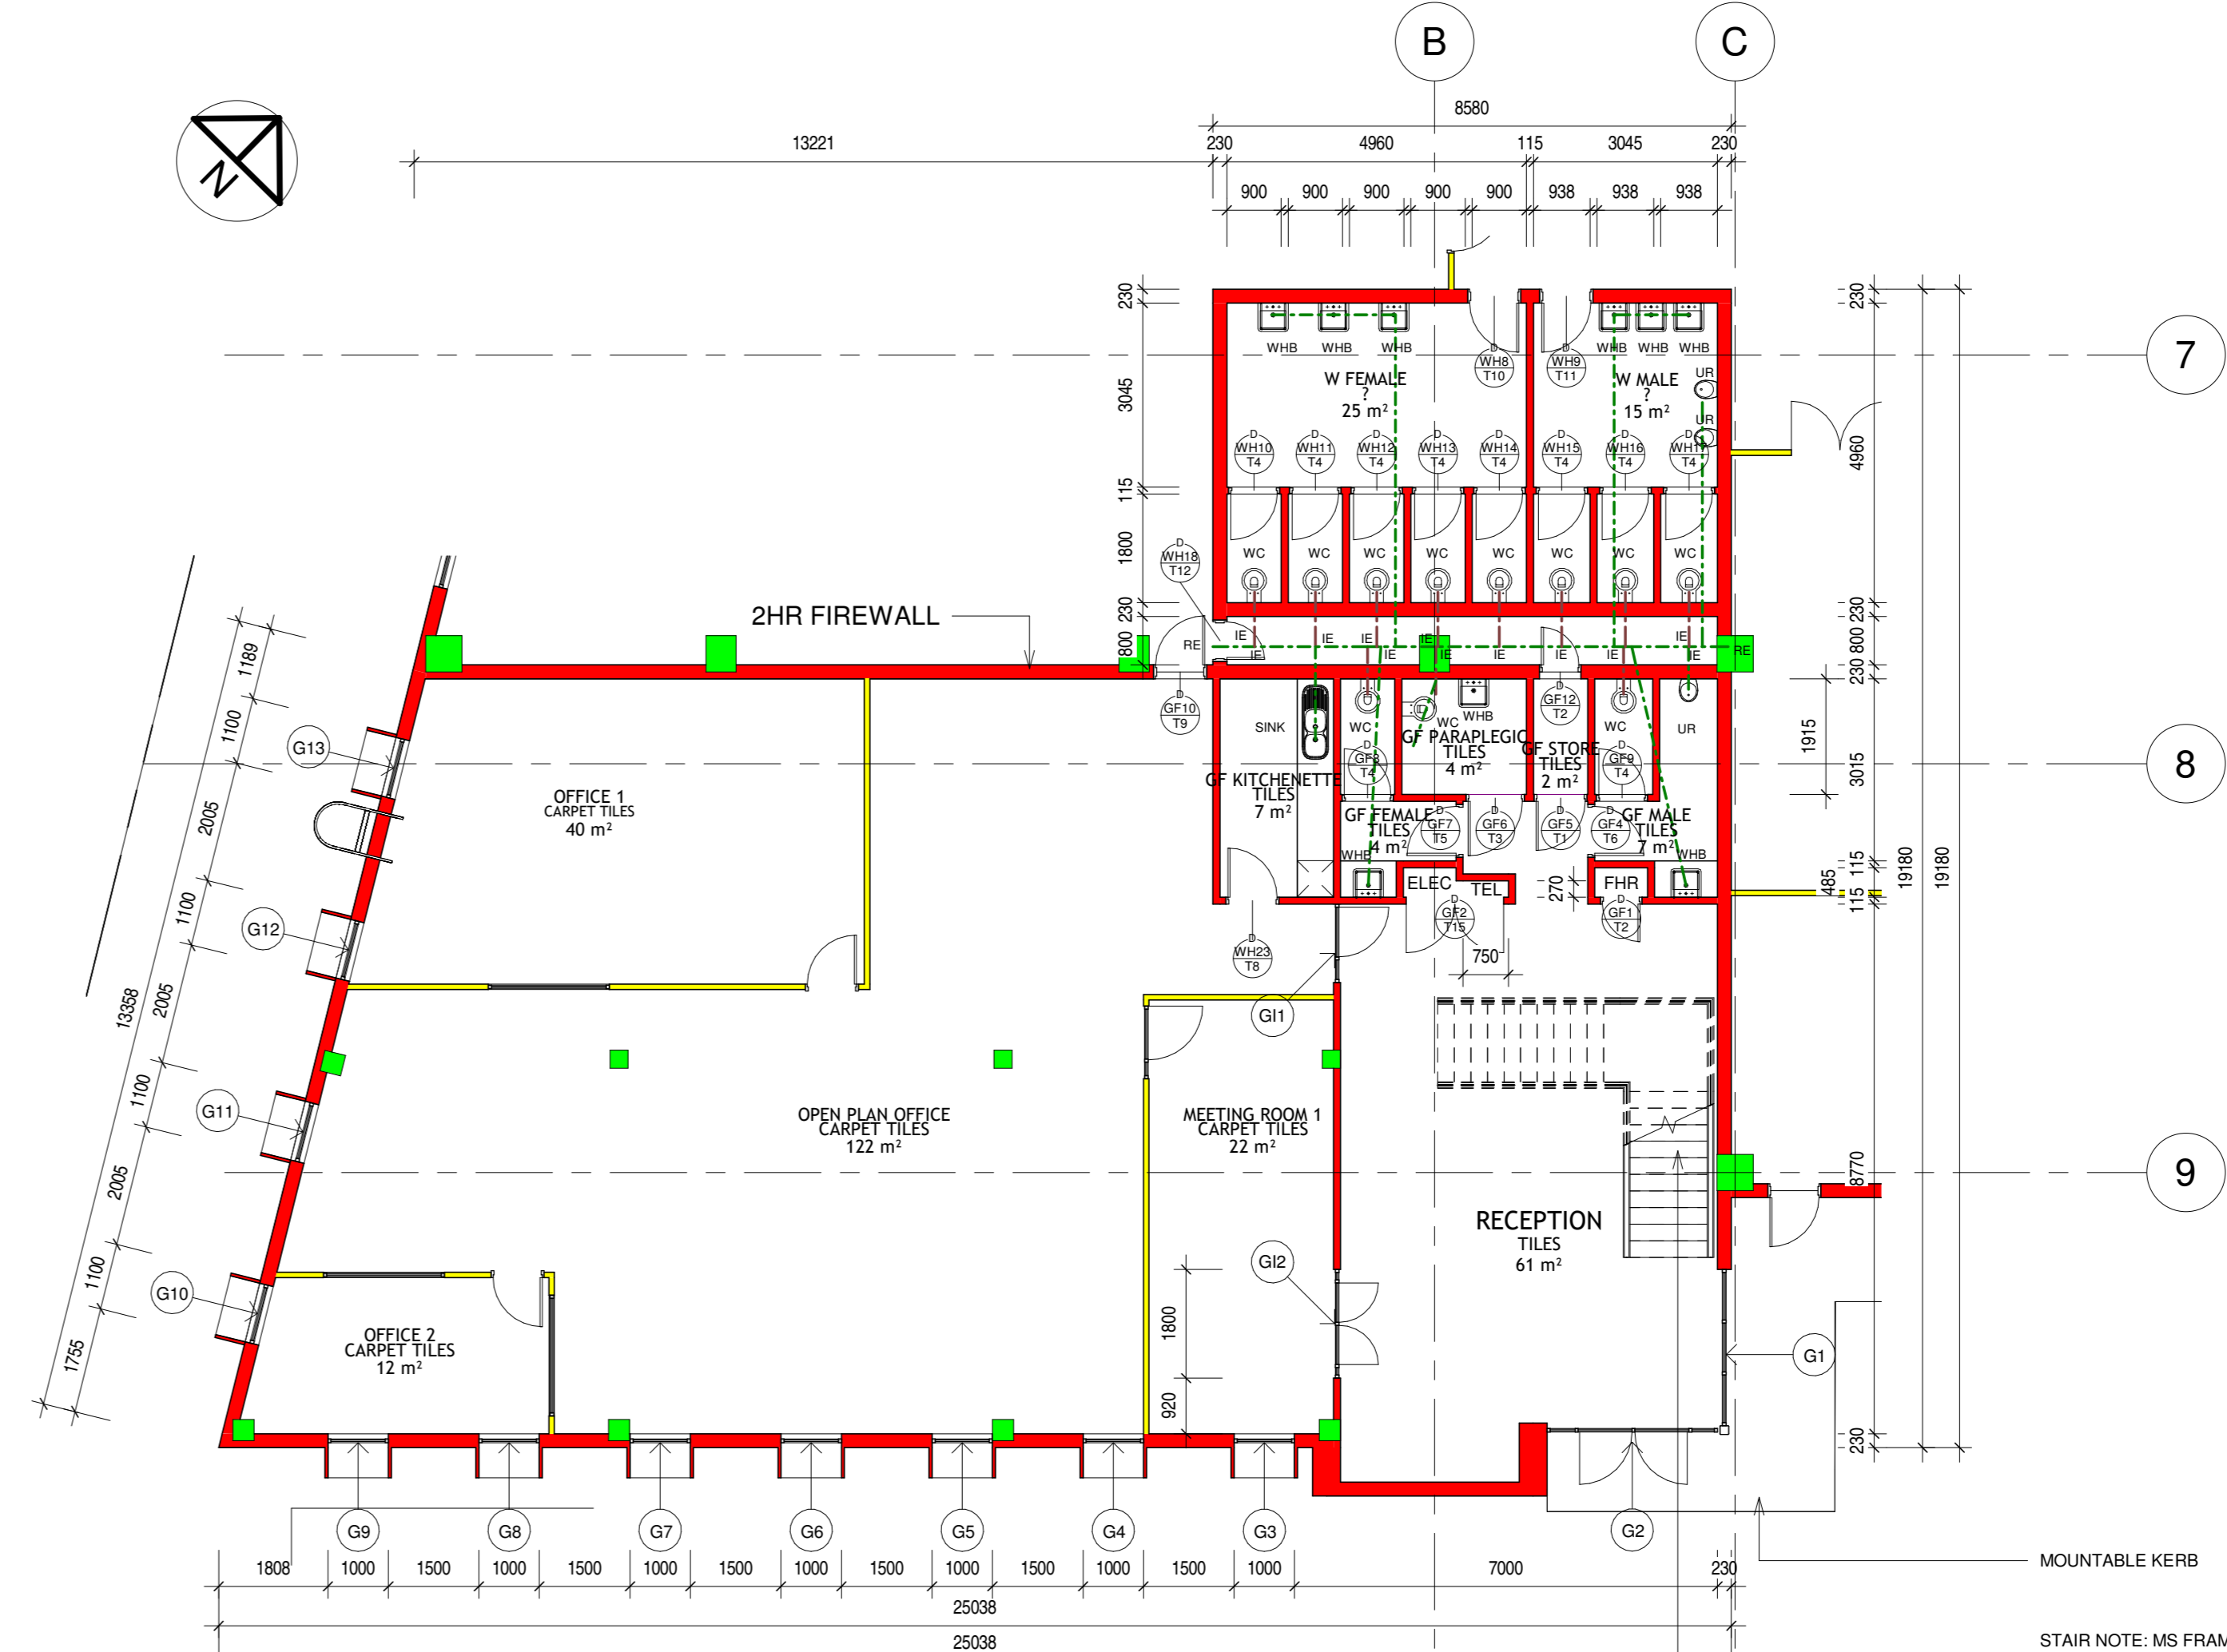 B
C
8580
13221
230
4960
115
3045
230
900
900
900
900
900
938
938
938
N
230
3045
115
1800
230
800
230
4960
230
800
230
1915
3015
115
485
115
8770
230
19180
19180
7
8
9
WHB
WHB
WHB
WHB
WHB
WHB
D
WH8
T10
D
WH9
T11
W FEMALE
?
25 m²
W MALE
?
15 m²
UR
UR
D
WH10
T4
D
WH11
T4
D
WH12
T4
D
WH13
T4
D
WH14
T4
D
WH15
T4
D
WH16
T4
D
T4
WC
WC
WC
WC
WC
WC
WC
WC
D
WH18
T12
2HR FIREWALL
RE
IE
IE
IE
IE
IE
IE
IE
IE
IE
IE
IE
IE
RE
D
GF10
T9
SINK
GF KITCHENETTE
TILES
7 m²
WC
D
GF8
T4
WC
WHB
GF PARAPLEGIC
TILES
4 m²
D
GF12
T2
GF STORE
TILES
2 m²
WC
D
GF9
T4
UR
GF FEMALE
TILES
4 m²
WHB
D
GF7
T5
D
GF6
T3
D
GF5
T1
D
GF4
T6
GF MALE
TILES
7 m²
WHB
ELEC
TEL
270
FHR
D
GF2
T15
D
GF1
T2
750
D
WH23
T8
GI1
GI2
1189
1100
2005
1100
2005
1100
2005
1100
1755
13358
G13
G12
G11
G10
OFFICE 1
CARPET TILES
40 m²
OPEN PLAN OFFICE
CARPET TILES
122 m²
MEETING ROOM 1
CARPET TILES
22 m²
RECEPTION
TILES
61 m²
OFFICE 2
CARPET TILES
12 m²
1800
920
G1
G9
G8
G7
G6
G5
G4
G3
G2
1808
1000
1500
1000
1500
1000
1500
1000
1500
1000
1500
1000
1500
1000
7000
230
25038
25038
MOUNTABLE KERB
STAIR NOTE: MS FRAM